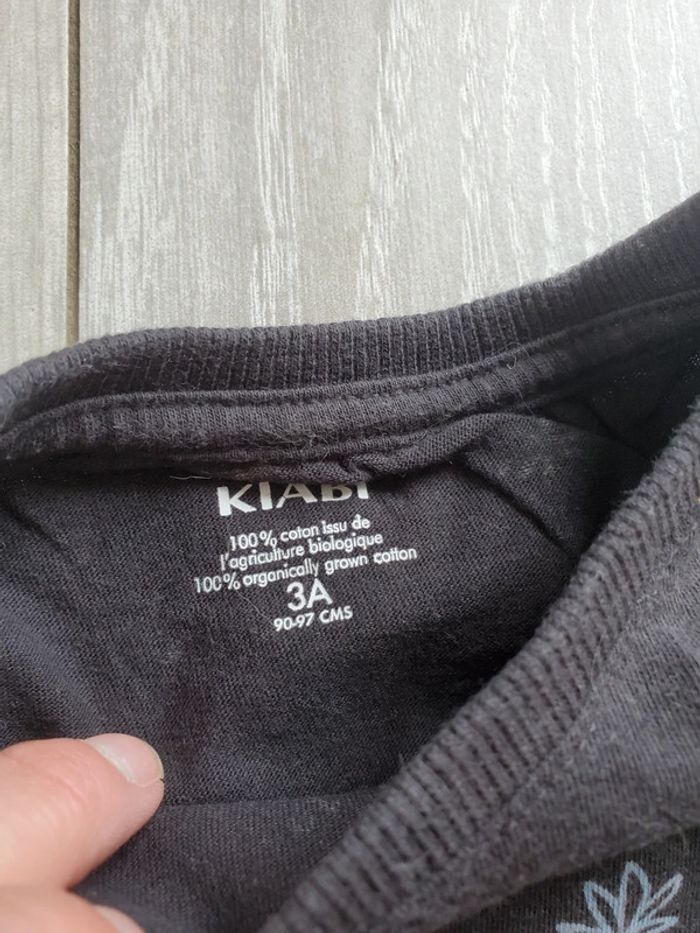 KIABI
100% coton Issu de
l'agriculture biologique
100% organically grown cotton
3A
90-97 CMS